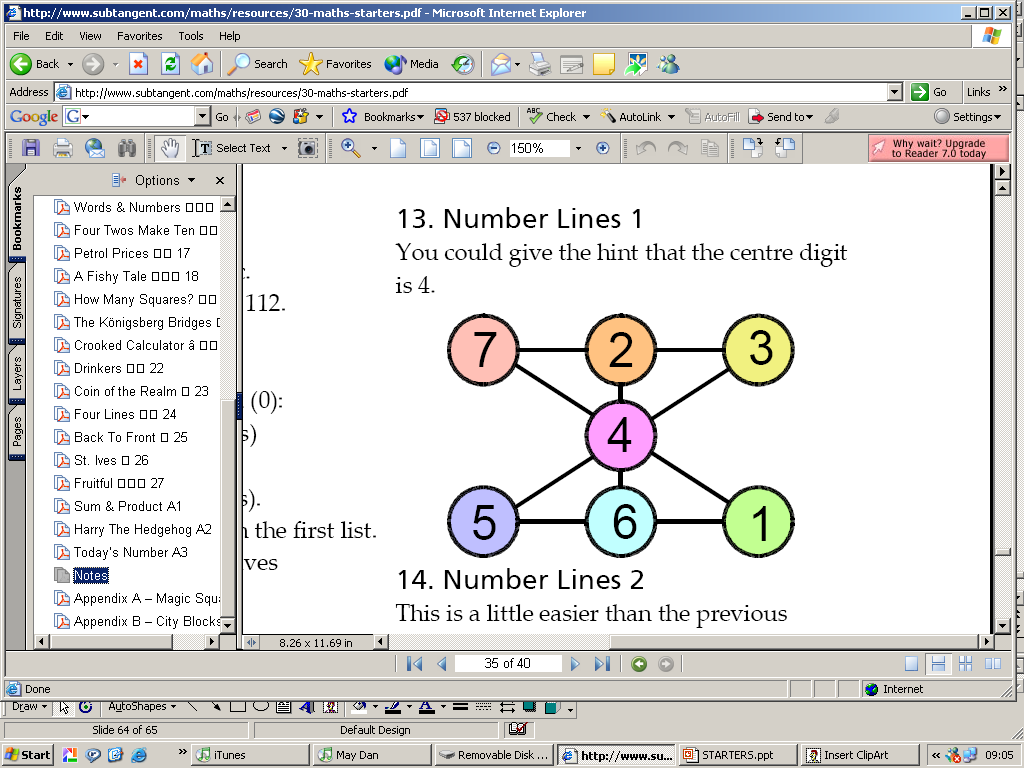 http://www.subtangent.com/maths/resources/30-maths-starters.pdf - Microsoft Internet Explorer
File Edit View Favorites Tools Help
Back Search Favorites Media
Address http://www.subtangent.com/maths/resources/30-maths-starters.pdf Go Links »
Google G Go Bookmarks 537 blocked ABC Check AutoLink AutoFill Send to Settings
Select Text 150% Why wait? Upgrade
to Reader 7.0 today
Bookmarks
Signatures
Layers
Pages
Options
Words & Numbers □□□
Four Twos Make Ten □□
Petrol Prices □□ 17
A Fishy Tale □□□ 18
How Many Squares? □□
The Königsberg Bridges
Crooked Calculator â □□
Drinkers □□ 22
Coin of the Realm □ 23
Four Lines □□ 24
Back To Front □ 25
St. Ives □ 26
Fruitful □□□ 27
Sum & Product A1
Harry The Hedgehog A2
Today's Number A3
Notes
Appendix A – Magic Squ
Appendix B – City Blocks
c.
112.
(0):
s)
s).
n the first list.
ves
13. Number Lines 1
You could give the hint that the centre digit
is 4.
7 2 3
4
5 6 1
14. Number Lines 2
This is a little easier than the previous
8.26 x 11.69 in
35 of 40
Done Internet
Draw AutoShapes
Slide 64 of 65 Default Design
Start » iTunes May Dan Removable Disk ... http://www.su... STARTERS.ppt Insert ClipArt « 09:05